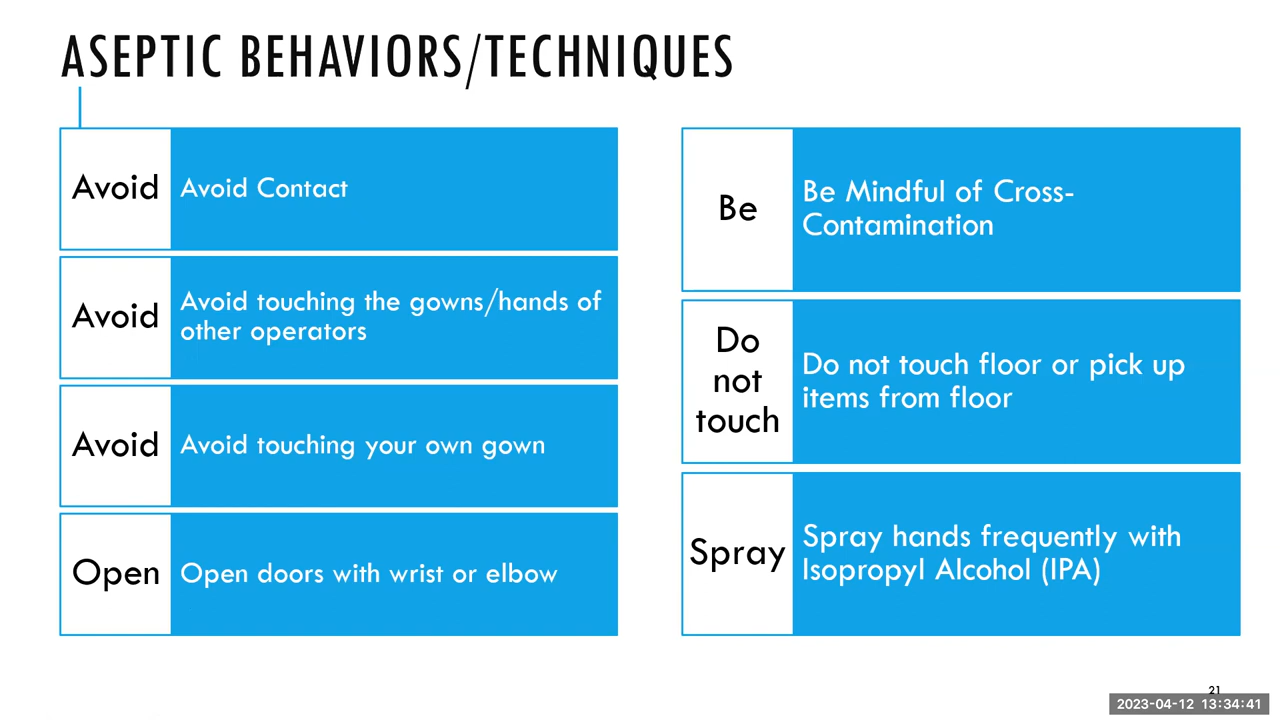 ASEPTIC BEHAVIORS/TECHNIQUES
Avoid
Avoid Contact
Avoid
Avoid touching the gowns/hands of
other operators
Avoid
Avoid touching your own gown
Open
Open doors with wrist or elbow
Be
Be Mindful of Cross-
Contamination
Do
not
touch
Do not touch floor or pick up
items from floor
Spray
Spray hands frequently with
Isopropyl Alcohol (IPA)
21
2023-04-12 13:34:41